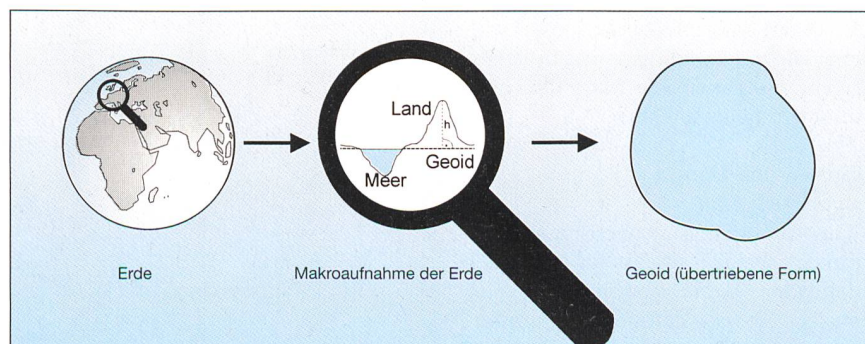 Land
h
Geoid
Meer
Erde
Makroaufnahme der Erde
Geoid (übertriebene Form)